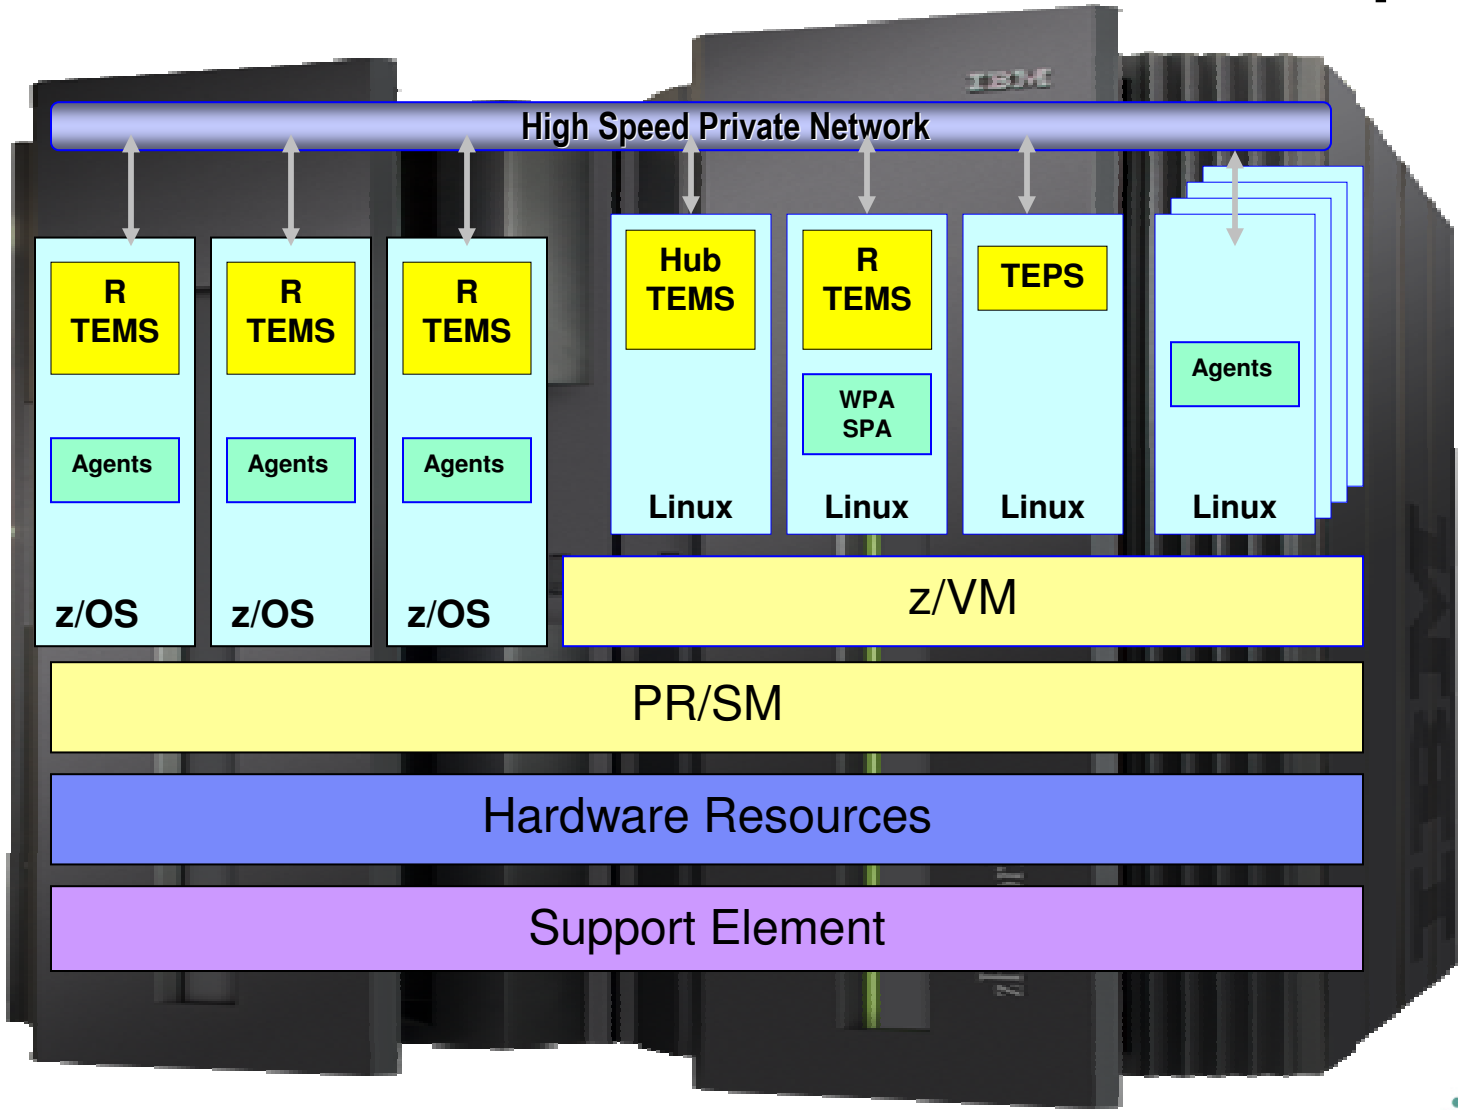 IBM
High Speed Private Network
R
TEMS
Agents
z/OS
R
TEMS
Agents
z/OS
R
TEMS
Agents
z/OS
Hub
TEMS
Linux
R
TEMS
WPA
SPA
Linux
TEPS
Linux
Agents
Linux
z/VM
PR/SM
Hardware Resources
Support Element
IBM